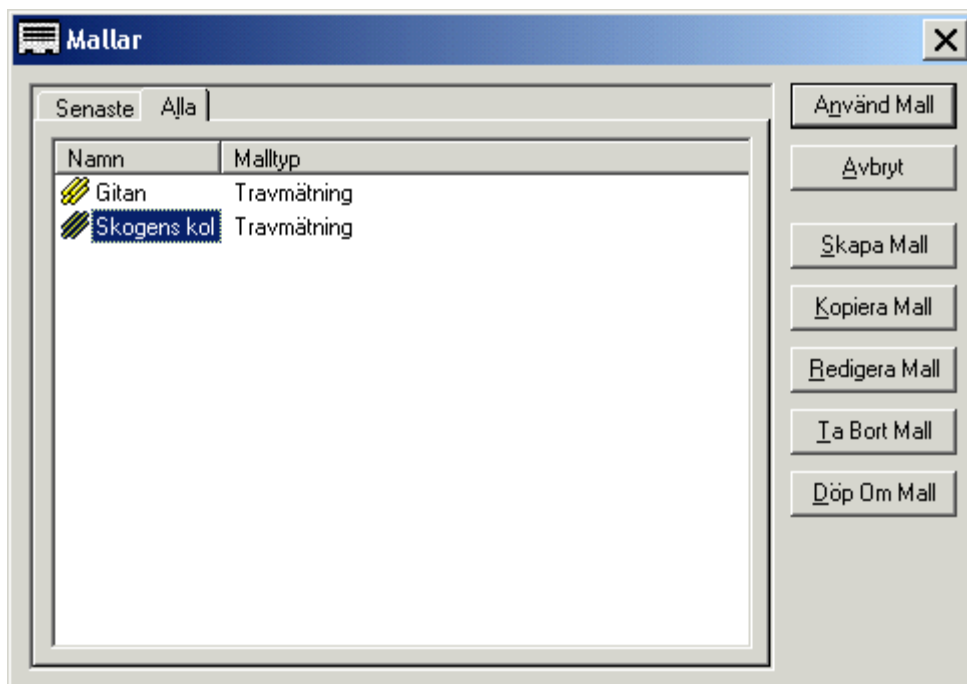 Mallar
Senaste Alla
Namn Malltyp
Gitan Travmätning
Skogens kol Travmätning
Använd Mall
Avbryt
Skapa Mall
Kopiera Mall
Redigera Mall
Ta Bort Mall
Döp Om Mall